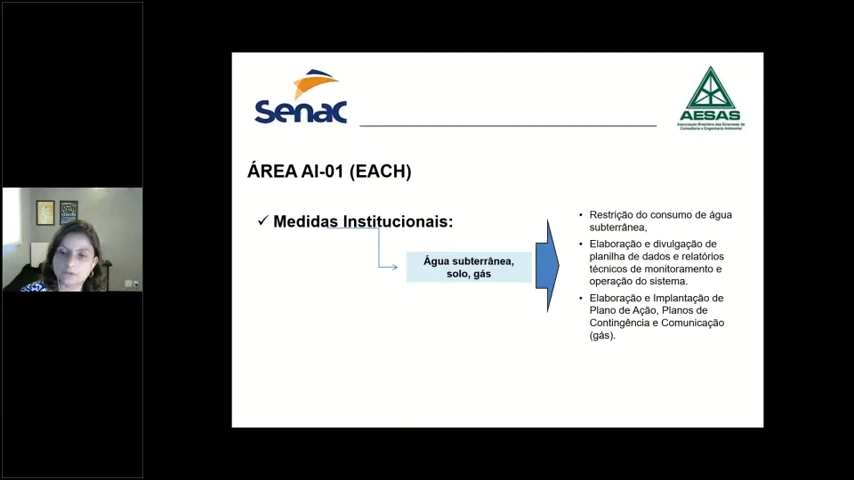 Senac
AESAS
Associação Brasileira das Empresas de
Consultoria e Engenharia Ambiental
ÁREA AI-01 (EACH)
✓ Medidas Institucionais:
Água subterrânea,
solo, gás
• Restrição do consumo de água
subterrânea,
• Elaboração e divulgação de
planilha de dados e relatórios
técnicos de monitoramento e
operação do sistema.
• Elaboração e Implantação de
Plano de Ação, Planos de
Contingência e Comunicação
(gás).